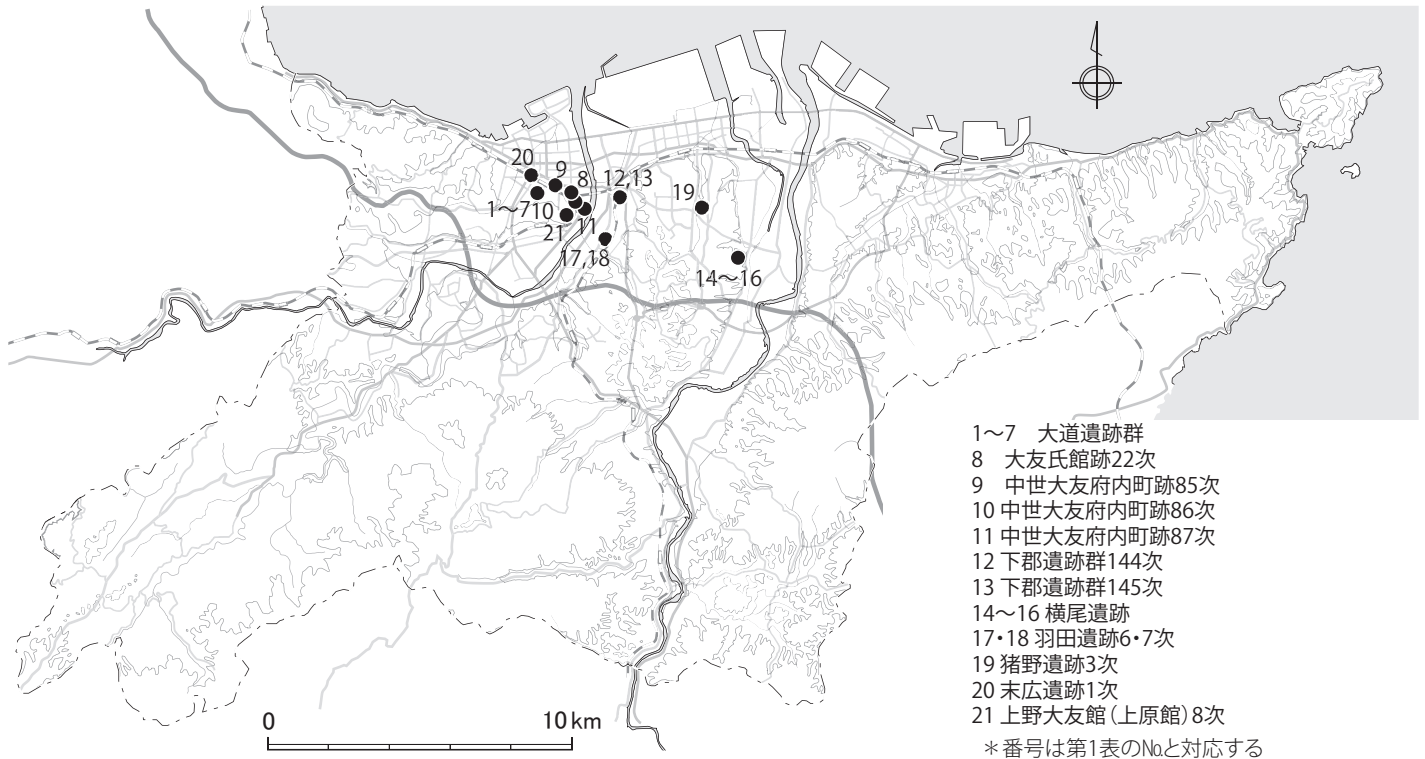 20
9
8
12,13
19
1～7
10
21
11
17,18
14～16
1～7　大道遺跡群
8　大友氏館跡22次
9　中世大友府内町跡85次
10 中世大友府内町跡86次
11 中世大友府内町跡87次
12 下郡遺跡群144次
13 下郡遺跡群145次
14～16 横尾遺跡
17・18 羽田遺跡6・7次
19 猪野遺跡3次
20 末広遺跡1次
21 上野大友館（上原館）8次
＊番号は第1表の№と対応する
0
10km